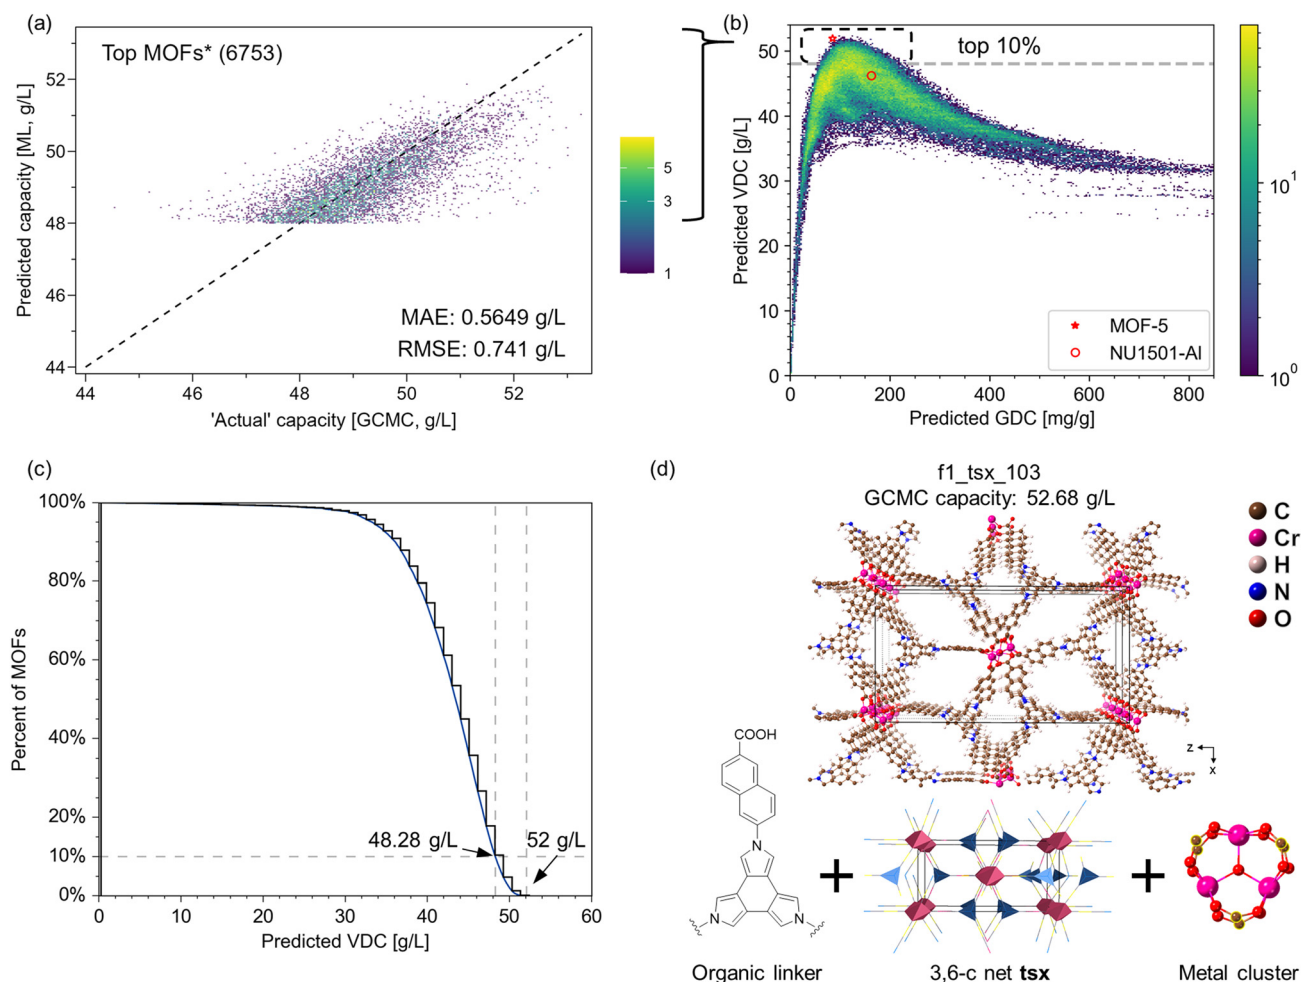 (a)
Top MOFs* (6753)
Predicted capacity [ML, g/L]
52
50
48
46
44
MAE: 0.5649 g/L
RMSE: 0.741 g/L
44
46
48
50
52
'Actual' capacity [GCMC, g/L]
5
3
1
(b)
top 10%
Predicted VDC [g/L]
50
40
30
20
10
0
MOF-5
NU1501-Al
0
200
400
600
800
Predicted GDC [mg/g]
10^1
10^0
(c)
Percent of MOFs
100%
80%
60%
40%
20%
10%
0%
48.28 g/L
52 g/L
0
10
20
30
40
50
60
Predicted VDC [g/L]
(d)
f1_tsx_103
GCMC capacity: 52.68 g/L
C
Cr
H
N
O
z
x
COOH
N
N
N
Organic linker
+
3,6-c net tsx
+
Metal cluster